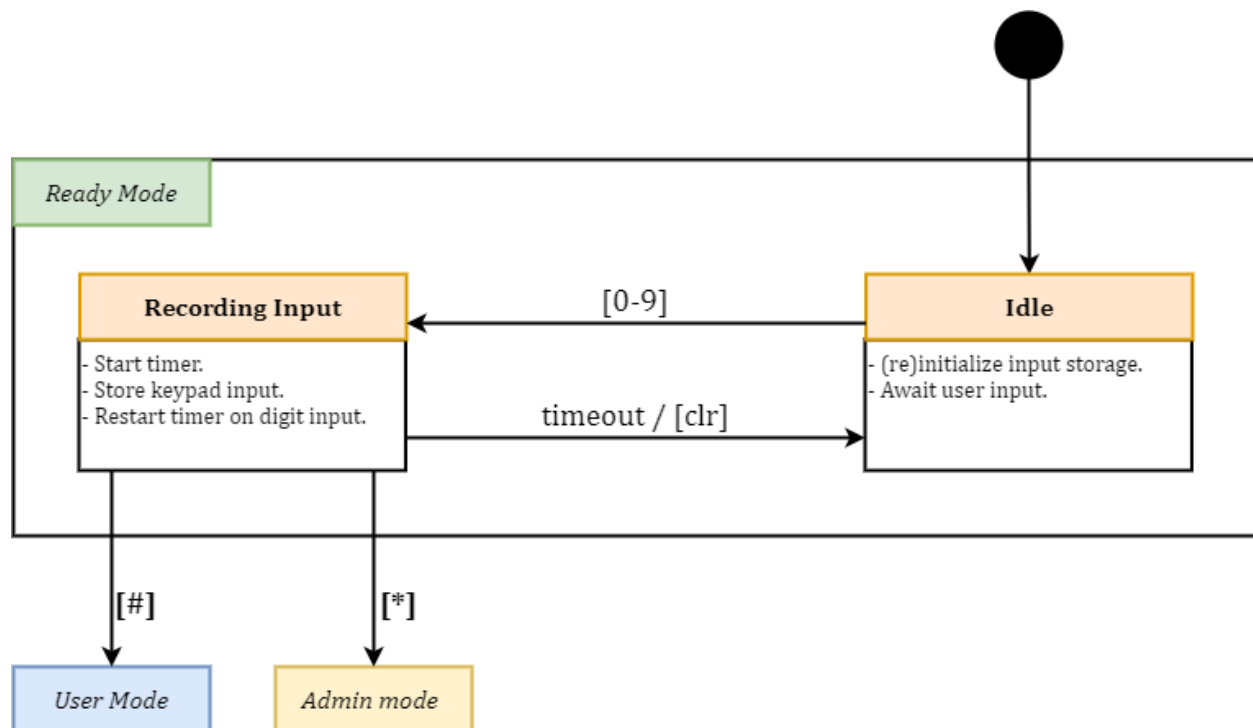 Ready Mode
Recording Input
- Start timer.
- Store keypad input.
- Restart timer on digit input.
[0-9]
timeout / [clr]
Idle
- (re)initialize input storage.
- Await user input.
[#]
[*]
User Mode
Admin mode